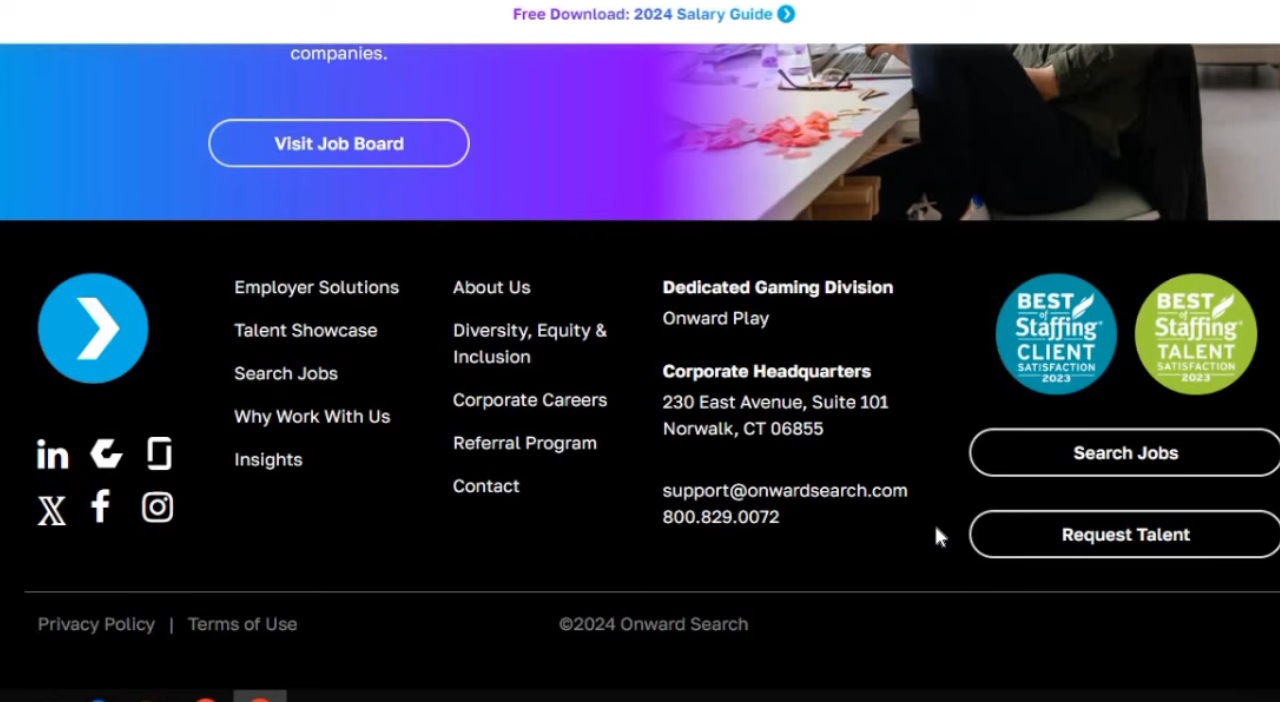 Free Download: 2024 Salary Guide
companies.
Visit Job Board
Employer Solutions
Talent Showcase
Search Jobs
Why Work With Us
Insights
About Us
Diversity, Equity &
Inclusion
Corporate Careers
Referral Program
Contact
Dedicated Gaming Division
Onward Play
Corporate Headquarters
230 East Avenue, Suite 101
Norwalk, CT 06855
support@onwardsearch.com
800.829.0072
BEST
of
Staffing
CLIENT
SATISFACTION
2023
BEST
of
Staffing
TALENT
SATISFACTION
2023
Search Jobs
Request Talent
Privacy Policy | Terms of Use
©2024 Onward Search